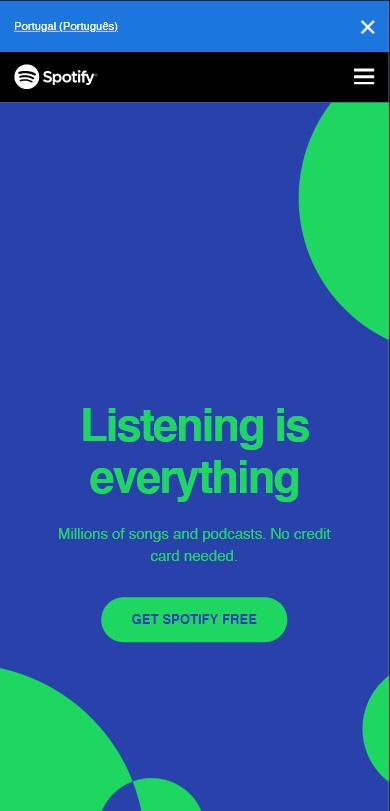 Portugal (Português)
Spotify
Listening is
everything
Millions of songs and podcasts. No credit
card needed.
GET SPOTIFY FREE